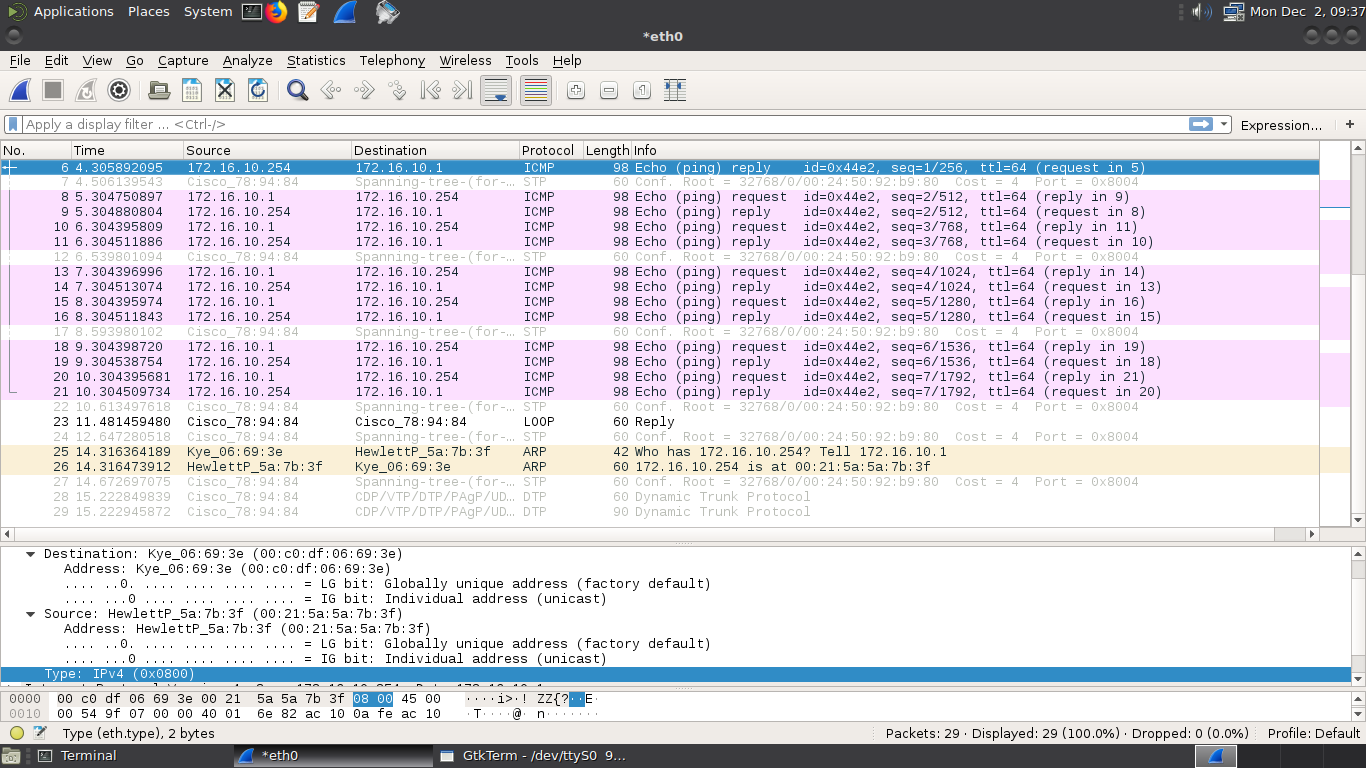 Applications Places System Mon Dec 2, 09:37
*eth0
File Edit View Go Capture Analyze Statistics Telephony Wireless Tools Help
Apply a display filter ... <Ctrl-/> Expression... +
No. Time Source Destination Protocol Length Info
6 4.305892095 172.16.10.254 172.16.10.1 ICMP 98 Echo (ping) reply id=0x44e2, seq=1/256, ttl=64 (request in 5)
7 4.506139543 Cisco_78:94:84 Spanning-tree-(for-… STP 60 Conf. Root = 32768/0/00:24:50:92:b9:80 Cost = 4 Port = 0x8004
8 5.304750897 172.16.10.1 172.16.10.254 ICMP 98 Echo (ping) request id=0x44e2, seq=2/512, ttl=64 (reply in 9)
9 5.304880804 172.16.10.254 172.16.10.1 ICMP 98 Echo (ping) reply id=0x44e2, seq=2/512, ttl=64 (request in 8)
10 6.304395809 172.16.10.1 172.16.10.254 ICMP 98 Echo (ping) request id=0x44e2, seq=3/768, ttl=64 (reply in 11)
11 6.304511886 172.16.10.254 172.16.10.1 ICMP 98 Echo (ping) reply id=0x44e2, seq=3/768, ttl=64 (request in 10)
12 6.539801094 Cisco_78:94:84 Spanning-tree-(for-… STP 60 Conf. Root = 32768/0/00:24:50:92:b9:80 Cost = 4 Port = 0x8004
13 7.304396996 172.16.10.1 172.16.10.254 ICMP 98 Echo (ping) request id=0x44e2, seq=4/1024, ttl=64 (reply in 14)
14 7.304513074 172.16.10.254 172.16.10.1 ICMP 98 Echo (ping) reply id=0x44e2, seq=4/1024, ttl=64 (request in 13)
15 8.304395974 172.16.10.1 172.16.10.254 ICMP 98 Echo (ping) request id=0x44e2, seq=5/1280, ttl=64 (reply in 16)
16 8.304511843 172.16.10.254 172.16.10.1 ICMP 98 Echo (ping) reply id=0x44e2, seq=5/1280, ttl=64 (request in 15)
17 8.593980102 Cisco_78:94:84 Spanning-tree-(for-… STP 60 Conf. Root = 32768/0/00:24:50:92:b9:80 Cost = 4 Port = 0x8004
18 9.304398720 172.16.10.1 172.16.10.254 ICMP 98 Echo (ping) request id=0x44e2, seq=6/1536, ttl=64 (reply in 19)
19 9.304538754 172.16.10.254 172.16.10.1 ICMP 98 Echo (ping) reply id=0x44e2, seq=6/1536, ttl=64 (request in 18)
20 10.304395681 172.16.10.1 172.16.10.254 ICMP 98 Echo (ping) request id=0x44e2, seq=7/1792, ttl=64 (reply in 21)
21 10.304509734 172.16.10.254 172.16.10.1 ICMP 98 Echo (ping) reply id=0x44e2, seq=7/1792, ttl=64 (request in 20)
22 10.613497618 Cisco_78:94:84 Spanning-tree-(for-… STP 60 Conf. Root = 32768/0/00:24:50:92:b9:80 Cost = 4 Port = 0x8004
23 11.481459480 Cisco_78:94:84 Cisco_78:94:84 LOOP 60 Reply
24 12.647280518 Cisco_78:94:84 Spanning-tree-(for-… STP 60 Conf. Root = 32768/0/00:24:50:92:b9:80 Cost = 4 Port = 0x8004
25 14.316364189 Kye_06:69:3e HewlettP_5a:7b:3f ARP 42 Who has 172.16.10.254? Tell 172.16.10.1
26 14.316473912 HewlettP_5a:7b:3f Kye_06:69:3e ARP 60 172.16.10.254 is at 00:21:5a:5a:7b:3f
27 14.672697075 Cisco_78:94:84 Spanning-tree-(for-… STP 60 Conf. Root = 32768/0/00:24:50:92:b9:80 Cost = 4 Port = 0x8004
28 15.222849839 Cisco_78:94:84 CDP/VTP/DTP/PAgP/UD… DTP 60 Dynamic Trunk Protocol
29 15.222945872 Cisco_78:94:84 CDP/VTP/DTP/PAgP/UD… DTP 90 Dynamic Trunk Protocol
Destination: Kye_06:69:3e (00:c0:df:06:69:3e)
Address: Kye_06:69:3e (00:c0:df:06:69:3e)
.... ..0. .... .... .... .... = LG bit: Globally unique address (factory default)
.... ...0 .... .... .... .... = IG bit: Individual address (unicast)
Source: HewlettP_5a:7b:3f (00:21:5a:5a:7b:3f)
Address: HewlettP_5a:7b:3f (00:21:5a:5a:7b:3f)
.... ..0. .... .... .... .... = LG bit: Globally unique address (factory default)
.... ...0 .... .... .... .... = IG bit: Individual address (unicast)
Type: IPv4 (0x0800)
0000 00 c0 df 06 69 3e 00 21 5a 5a 7b 3f 08 00 45 00 ····i>·! ZZ{?··E·
0010 00 54 9f 07 00 00 40 01 6e 82 ac 10 0a fe ac 10 ·T····@· n·······
Type (eth.type), 2 bytes Packets: 29 · Displayed: 29 (100.0%) · Dropped: 0 (0.0%) Profile: Default
Terminal *eth0 GtkTerm - /dev/ttyS0 9...